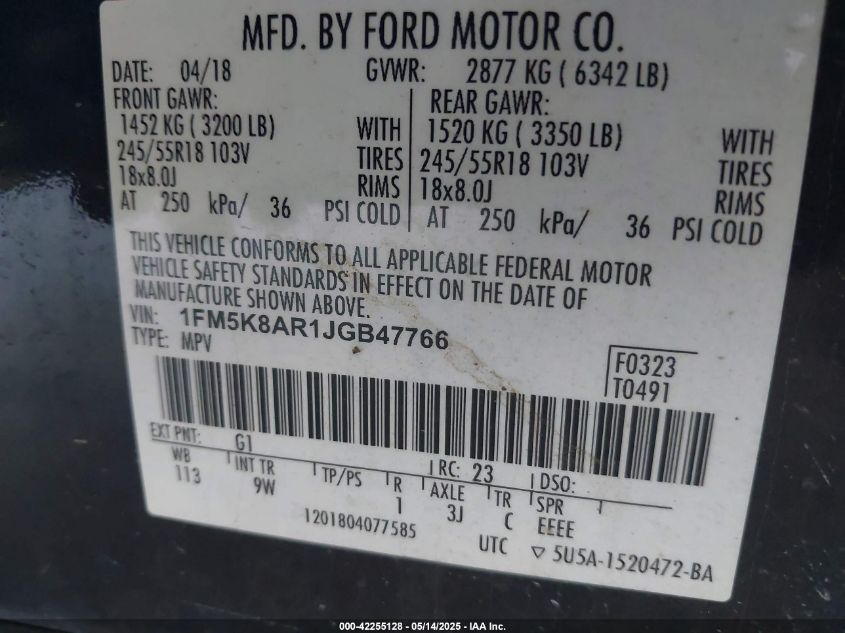 MFD. BY FORD MOTOR CO.
DATE: 04/18 GVWR: 2877 KG ( 6342 LB)
FRONT GAWR: REAR GAWR:
1452 KG ( 3200 LB) WITH 1520 KG ( 3350 LB) WITH
245/55R18 103V TIRES 245/55R18 103V TIRES
18x8.0J RIMS 18x8.0J RIMS
AT 250 kPa/ 36 PSI COLD AT 250 kPa/ 36 PSI COLD
THIS VEHICLE CONFORMS TO ALL APPLICABLE FEDERAL MOTOR
VEHICLE SAFETY STANDARDS IN EFFECT ON THE DATE OF
MANUFACTURE SHOWN ABOVE.
VIN: 1FM5K8AR1JGB47766
TYPE: MPV
F0323
T0491
EXT PNT: G1 RC: 23 DSO:
WB INT TR TP/PS R AXLE TR SPR
113 9W 1 3J C EEEE
1201804077585
UTC ▽ 5U5A-1520472-BA
000-42255128 - 05/14/2025 - IAA Inc.